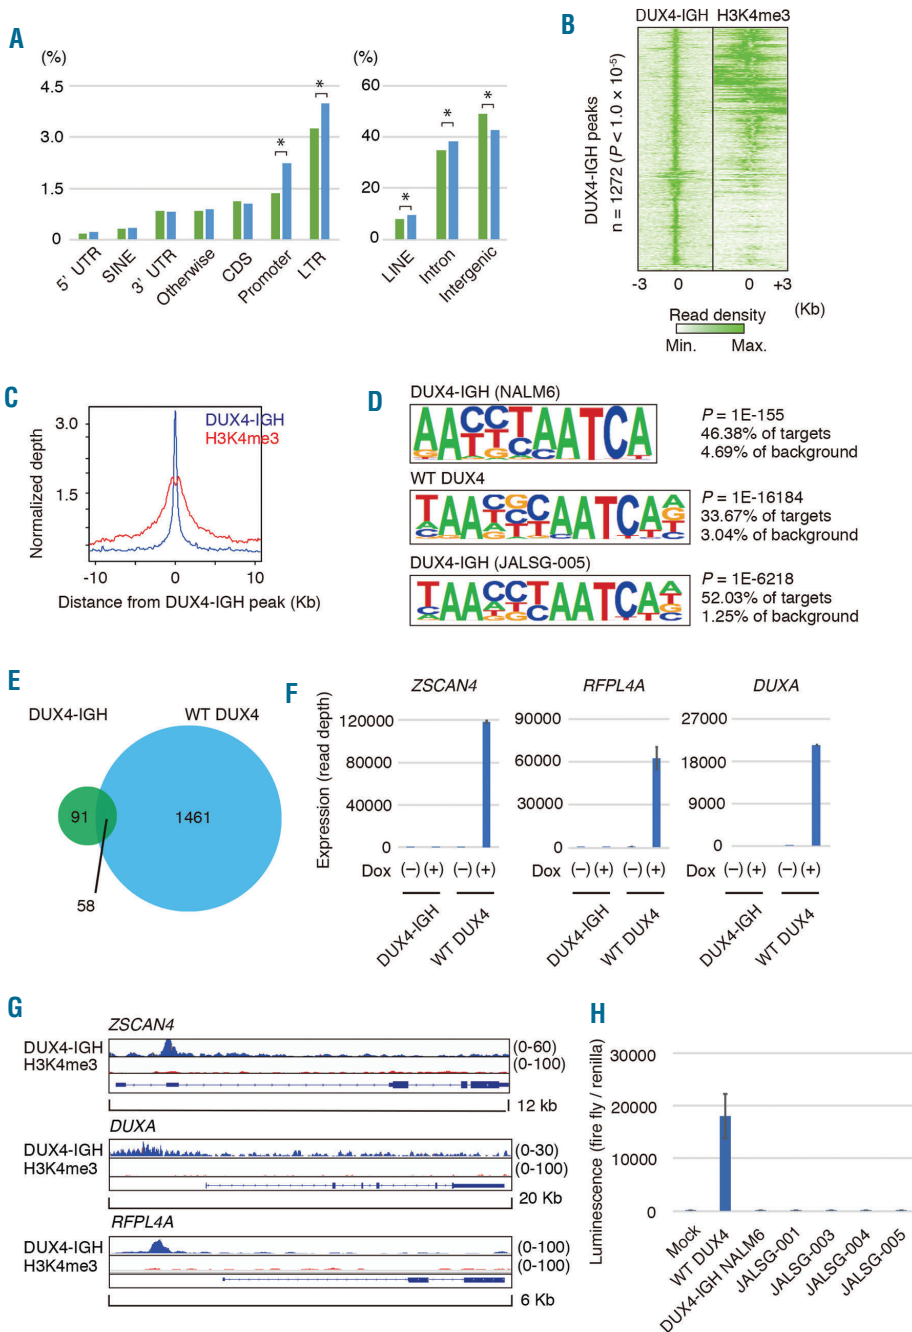 A
(%)
4.5
3.0
1.5
0
*
*
5' UTR
SINE
3' UTR
Otherwise
CDS
Promoter
LTR
(%)
60
40
20
0
*
*
*
LINE
Intron
Intergenic
B
DUX4-IGH H3K4me3
DUX4-IGH peaks
n = 1272 (P < 1.0 × 10-5)
-3 0 0 +3
(Kb)
Read density
Min. Max.
C
Normalized depth
3.0
1.5
DUX4-IGH
H3K4me3
-10 0 10
Distance from DUX4-IGH peak (Kb)
D
DUX4-IGH (NALM6)
P = 1E-155
46.38% of targets
4.69% of background
WT DUX4
P = 1E-16184
33.67% of targets
3.04% of background
DUX4-IGH (JALSG-005)
P = 1E-6218
52.03% of targets
1.25% of background
E
DUX4-IGH WT DUX4
91 1461
58
F
Expression (read depth)
ZSCAN4
120000
80000
40000
0
Dox (–) (+) (–) (+)
DUX4-IGH
WT DUX4
RFPL4A
90000
60000
30000
0
Dox (–) (+) (–) (+)
DUX4-IGH
WT DUX4
DUXA
27000
18000
9000
0
Dox (–) (+) (–) (+)
DUX4-IGH
WT DUX4
G
ZSCAN4
DUX4-IGH (0-60)
H3K4me3 (0-100)
12 kb
DUXA
DUX4-IGH (0-30)
H3K4me3 (0-100)
20 Kb
RFPL4A
DUX4-IGH (0-100)
H3K4me3 (0-100)
6 Kb
H
Luminescence (fire fly / renilla)
30000
20000
10000
0
Mock
WT DUX4
DUX4-IGH NALM6
JALSG-001
JALSG-003
JALSG-004
JALSG-005